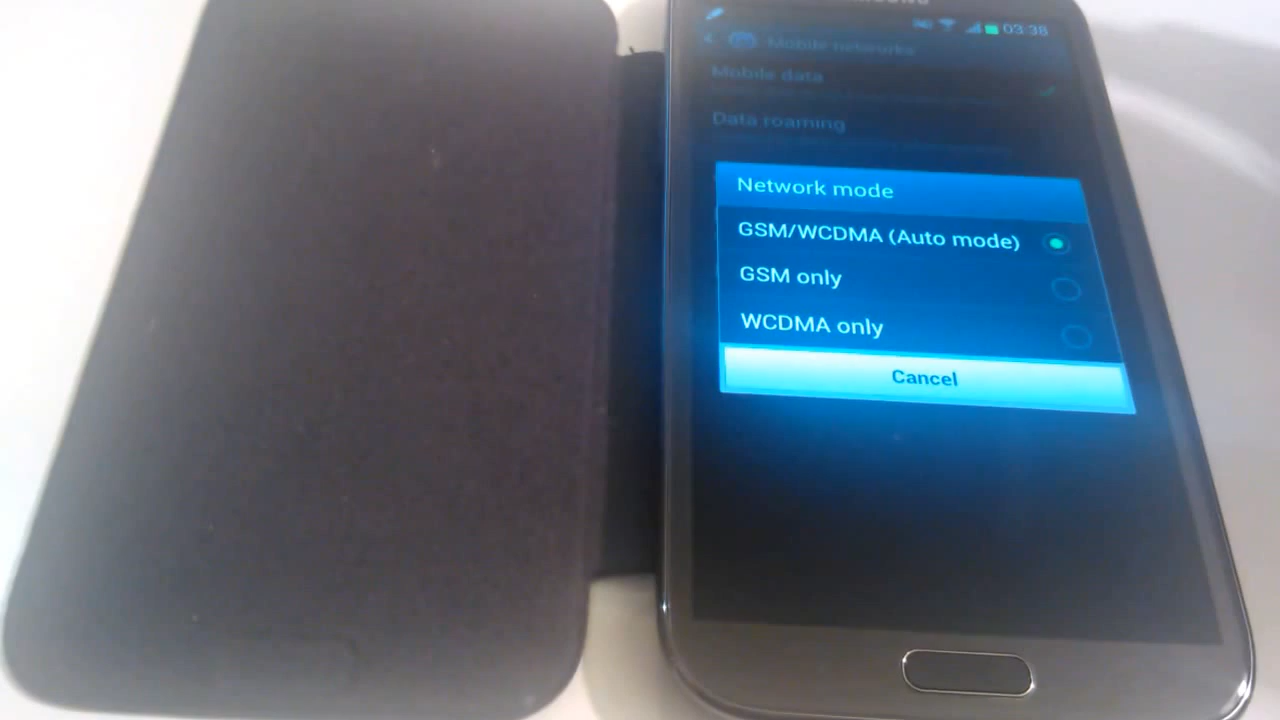 03:38
Mobile networks
Mobile data
Data roaming
Network mode
GSM/WCDMA (Auto mode)
GSM only
WCDMA only
Cancel